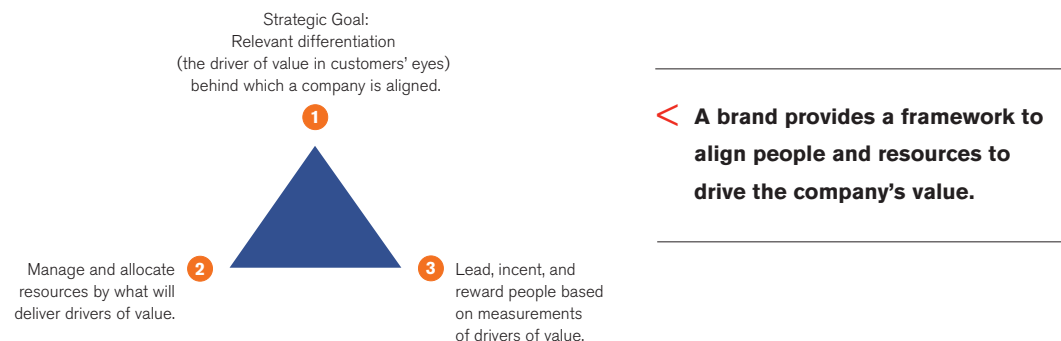 Strategic Goal:
Relevant differentiation
(the driver of value in customers’ eyes)
behind which a company is aligned.
1
2
Manage and allocate
resources by what will
deliver drivers of value.
3
Lead, incent, and
reward people based
on measurements
of drivers of value.
< A brand provides a framework to
align people and resources to
drive the company’s value.